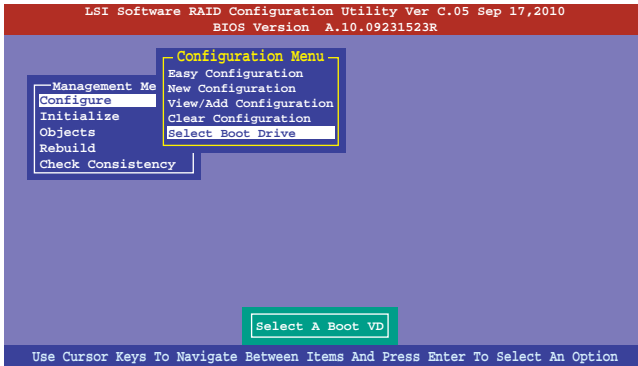 LSI Software RAID Configuration Utility Ver C.05 Sep 17,2010
BIOS Version A.10.09231523R
Configuration Menu
Easy Configuration
New Configuration
View/Add Configuration
Clear Configuration
Select Boot Drive
Management Me
Configure
Initialize
Objects
Rebuild
Check Consistency
Select A Boot VD
Use Cursor Keys To Navigate Between Items And Press Enter To Select An Option